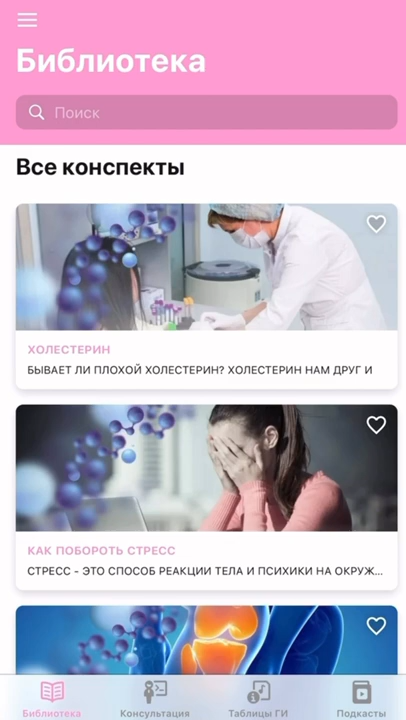 Библиотека
Поиск
Все конспекты
ХОЛЕСТЕРИН
БЫВАЕТ ЛИ ПЛОХОЙ ХОЛЕСТЕРИН? ХОЛЕСТЕРИН НАМ ДРУГ И
КАК ПОБОРОТЬ СТРЕСС
СТРЕСС - ЭТО СПОСОБ РЕАКЦИИ ТЕЛА И ПСИХИКИ НА ОКРУЖ...
Библиотека Консультация Таблицы ГИ Подкасты